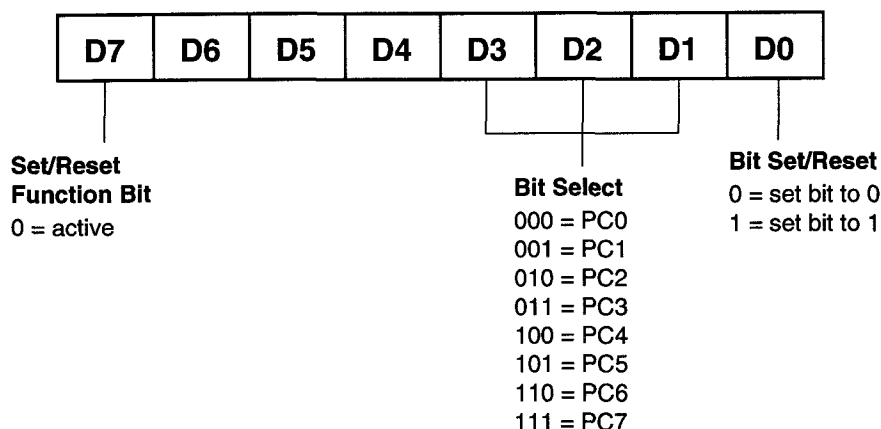 D7 D6 D5 D4 D3 D2 D1 D0
Set/Reset
Function Bit
0 = active
Bit Select
000 = PC0
001 = PC1
010 = PC2
011 = PC3
100 = PC4
101 = PC5
110 = PC6
111 = PC7
Bit Set/Reset
0 = set bit to 0
1 = set bit to 1